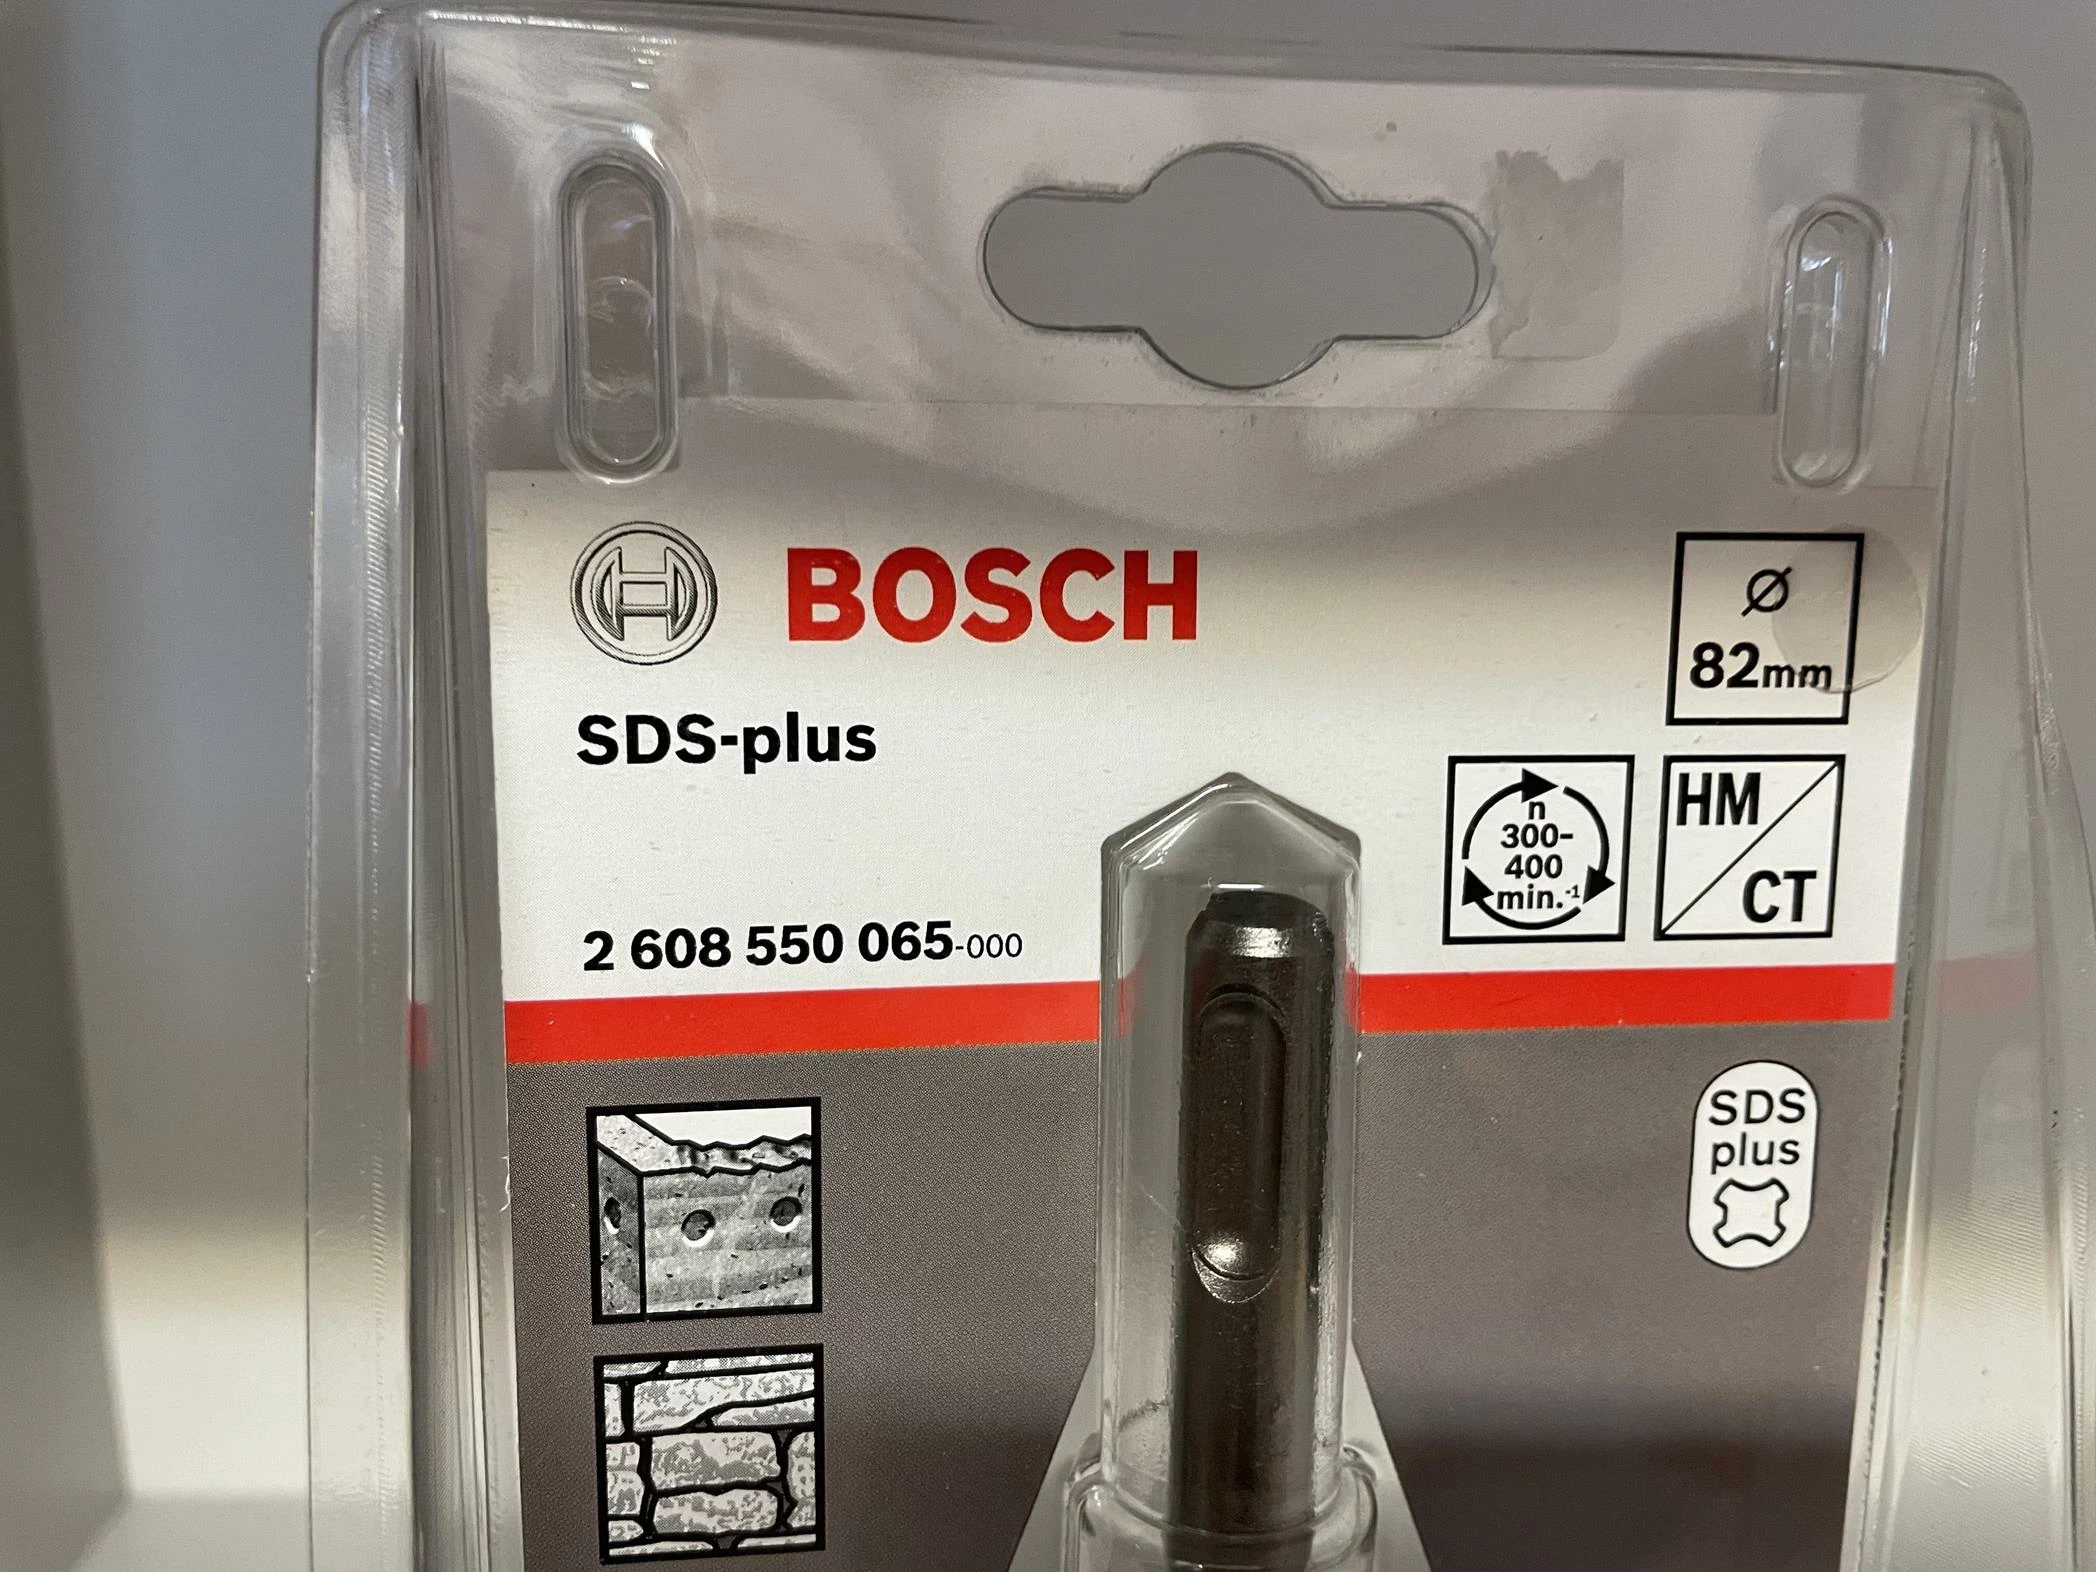 BOSCH
Ø
82mm
SDS-plus
n
300-
400
min.-1
HM
CT
2 608 550 065-000
SDS
plus